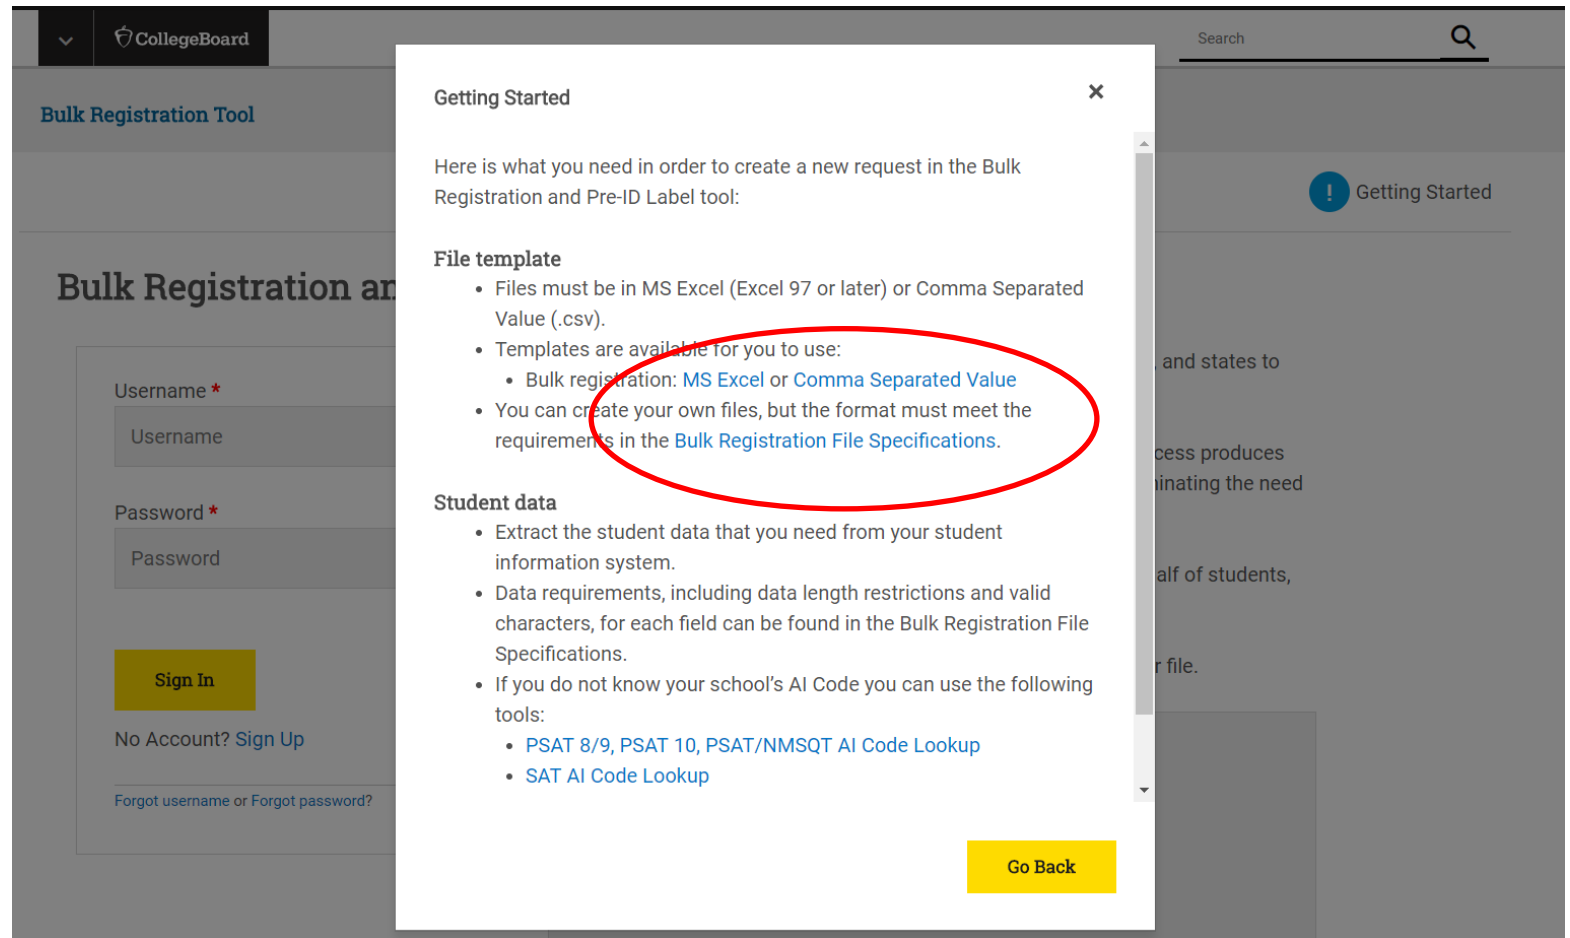 CollegeBoard
Search
Bulk Registration Tool
Getting Started
Bulk Registration an
Username *
Username
Password *
Password
Sign In
No Account? Sign Up
Forgot username or Forgot password?
Getting Started
Here is what you need in order to create a new request in the Bulk
Registration and Pre-ID Label tool:
File template
• Files must be in MS Excel (Excel 97 or later) or Comma Separated
Value (.csv).
• Templates are available for you to use:
• Bulk registration: MS Excel or Comma Separated Value
• You can create your own files, but the format must meet the
requirements in the Bulk Registration File Specifications.
Student data
• Extract the student data that you need from your student
information system.
• Data requirements, including data length restrictions and valid
characters, for each field can be found in the Bulk Registration File
Specifications.
• If you do not know your school's AI Code you can use the following
tools:
• PSAT 8/9, PSAT 10, PSAT/NMSQT AI Code Lookup
• SAT AI Code Lookup
Go Back
, and states to
cess produces
inating the need
alf of students,
r file.